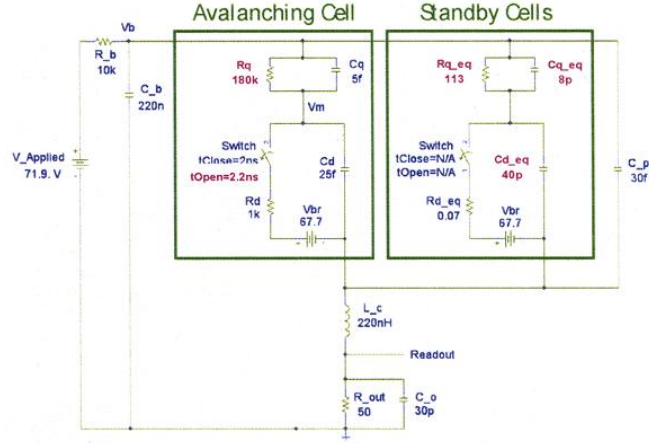 Avalanching Cell
Standby Cells
Vb
R_b
10k
C_b
220n
V_Applied
71.9. V
Rq
180k
Cq
5f
Vm
Switch
tClose=2ns
tOpen=2.2ns
Cd
25f
Rd
1k
Vbr
67.7
Rq_eq
113
Cq_eq
8p
Switch
tClose=N/A
tOpen=N/A
Cd_eq
40p
Rd_eq
0.07
Vbr
67.7
C_p
30f
L_c
220nH
Readout
R_out
50
C_o
30p